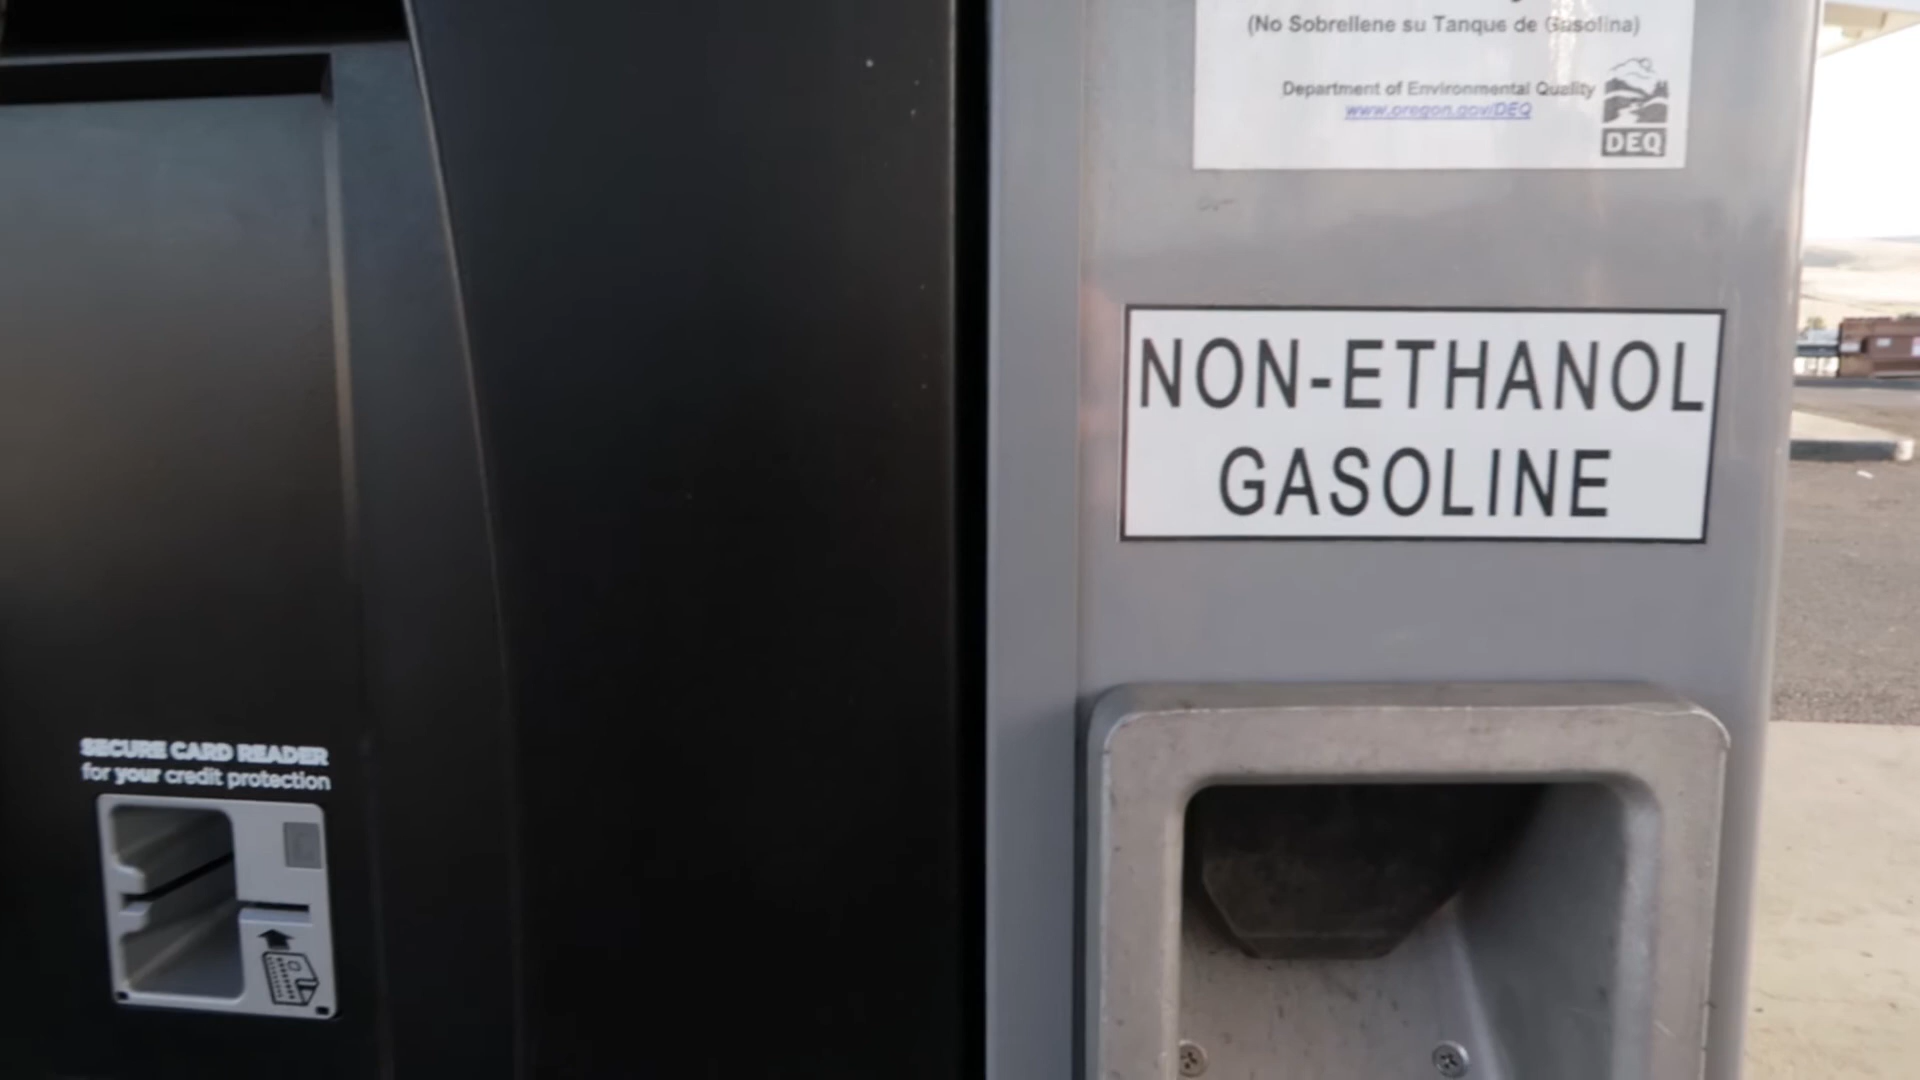 (No Sobrellene su Tanque de Gasolina)
Department of Environmental Quality
www.oregon.gov/DEQ
DEQ
NON-ETHANOL
GASOLINE
SECURE CARD READER
for your credit protection